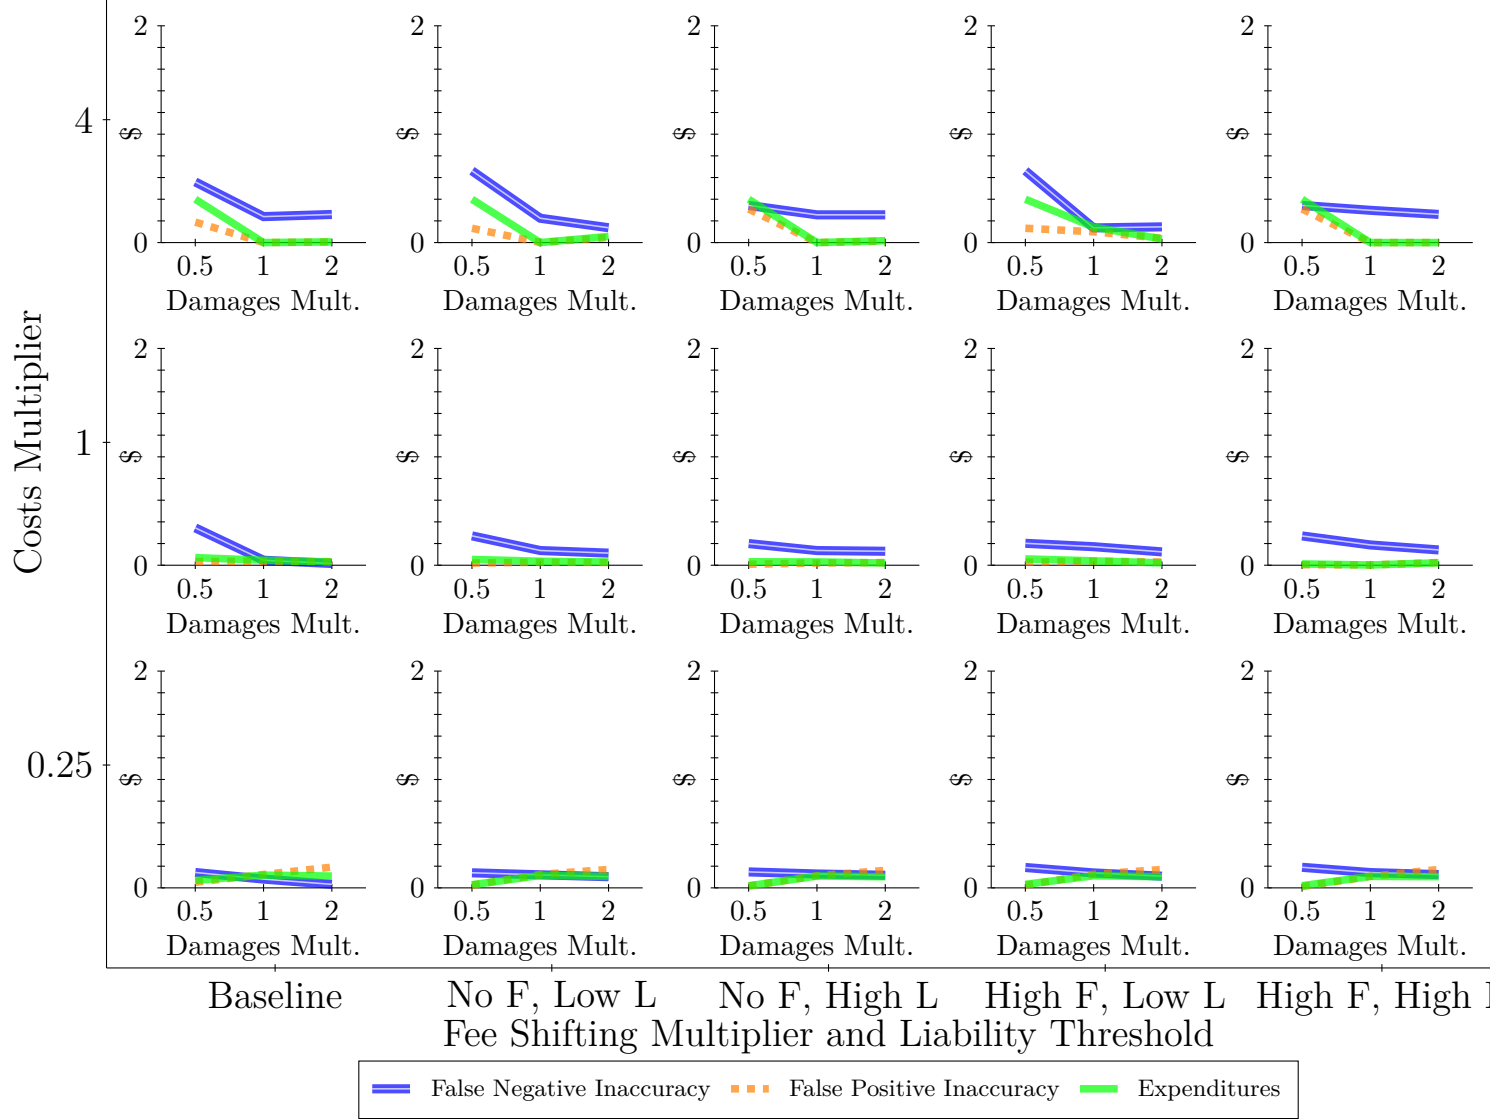 2 2 2 2 2
4
$ $ $ $ $
0 0 0 0 0
0.5 1 2 0.5 1 2 0.5 1 2 0.5 1 2 0.5 1 2
Damages Mult. Damages Mult. Damages Mult. Damages Mult. Damages Mult.
Costs Multiplier
2 2 2 2 2
1
$ $ $ $ $
0 0 0 0 0
0.5 1 2 0.5 1 2 0.5 1 2 0.5 1 2 0.5 1 2
Damages Mult. Damages Mult. Damages Mult. Damages Mult. Damages Mult.
2 2 2 2 2
0.25
$ $ $ $ $
0 0 0 0 0
0.5 1 2 0.5 1 2 0.5 1 2 0.5 1 2 0.5 1 2
Damages Mult. Damages Mult. Damages Mult. Damages Mult. Damages Mult.
Baseline No F, Low L No F, High L High F, Low L High F, High
Fee Shifting Multiplier and Liability Threshold
False Negative Inaccuracy False Positive Inaccuracy Expenditures